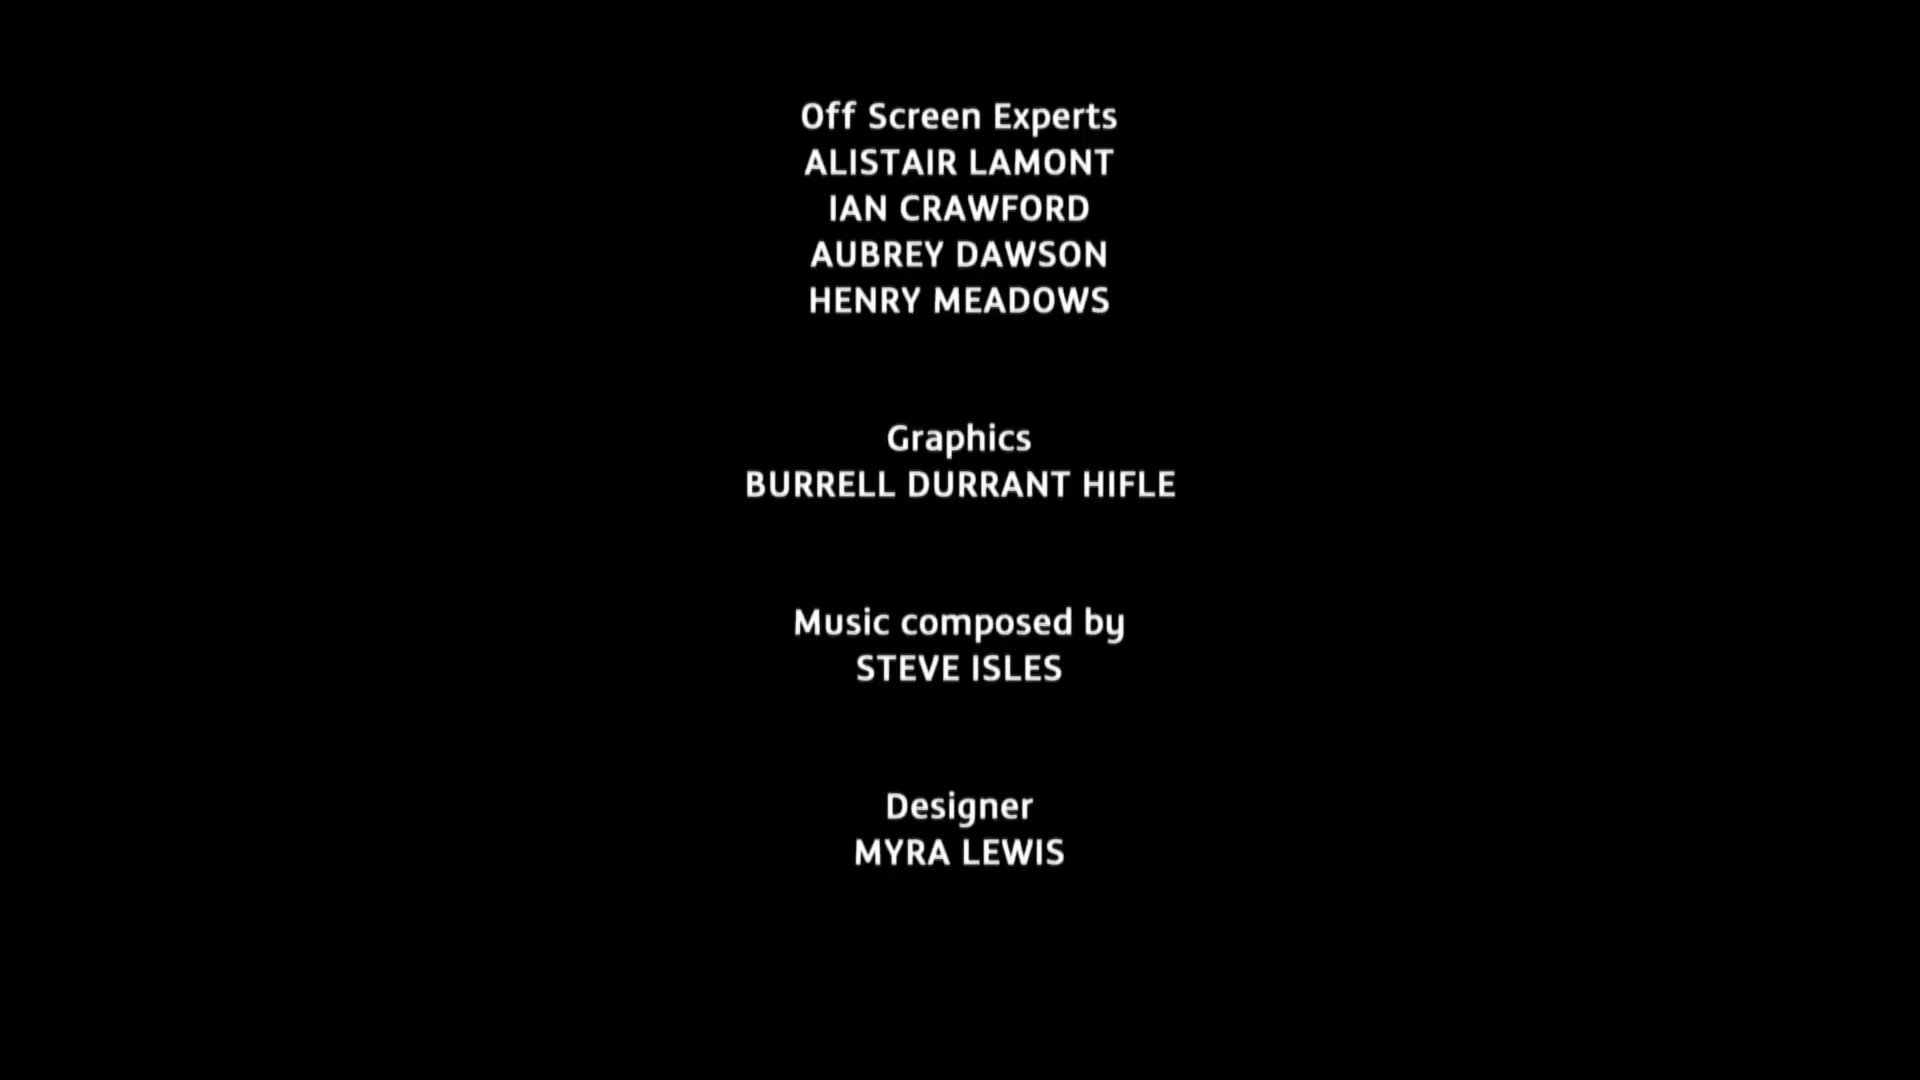 Off Screen Experts
ALISTAIR LAMONT
IAN CRAWFORD
AUBREY DAWSON
HENRY MEADOWS
Graphics
BURRELL DURRANT HIFLE
Music composed by
STEVE ISLES
Designer
MYRA LEWIS